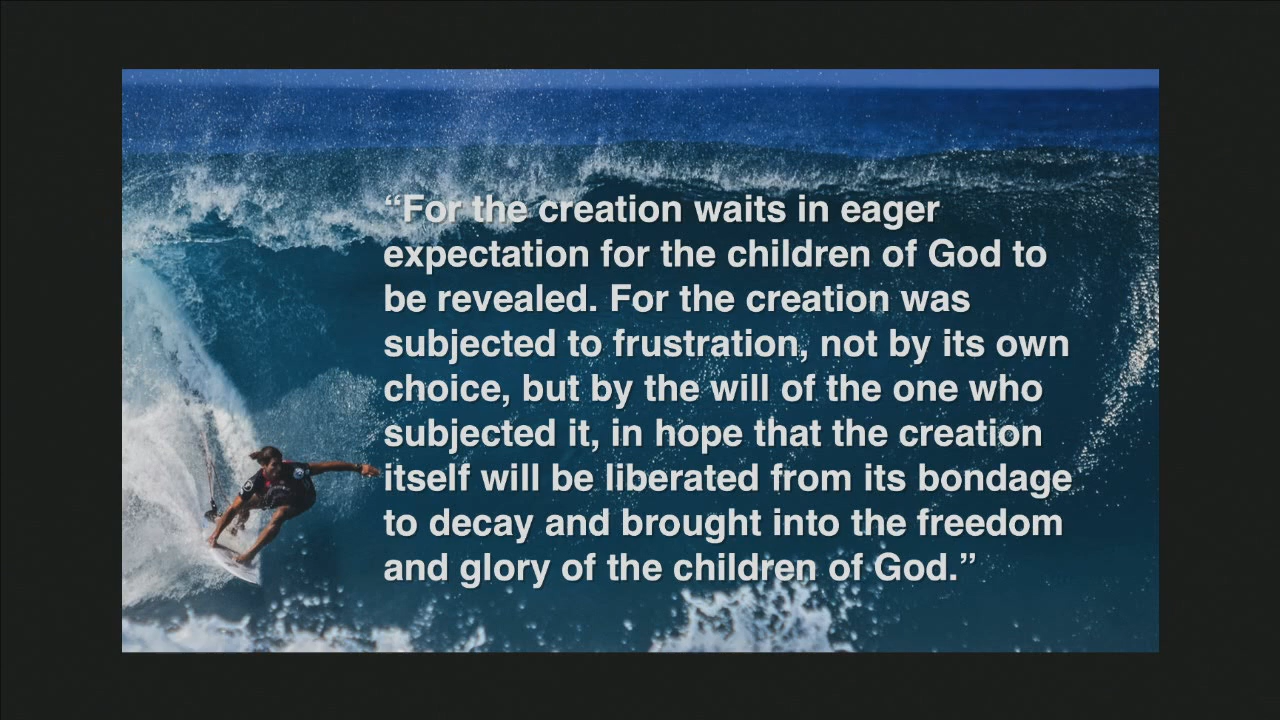 “For the creation waits in eager
expectation for the children of God to
be revealed. For the creation was
subjected to frustration, not by its own
choice, but by the will of the one who
subjected it, in hope that the creation
itself will be liberated from its bondage
to decay and brought into the freedom
and glory of the children of God.”